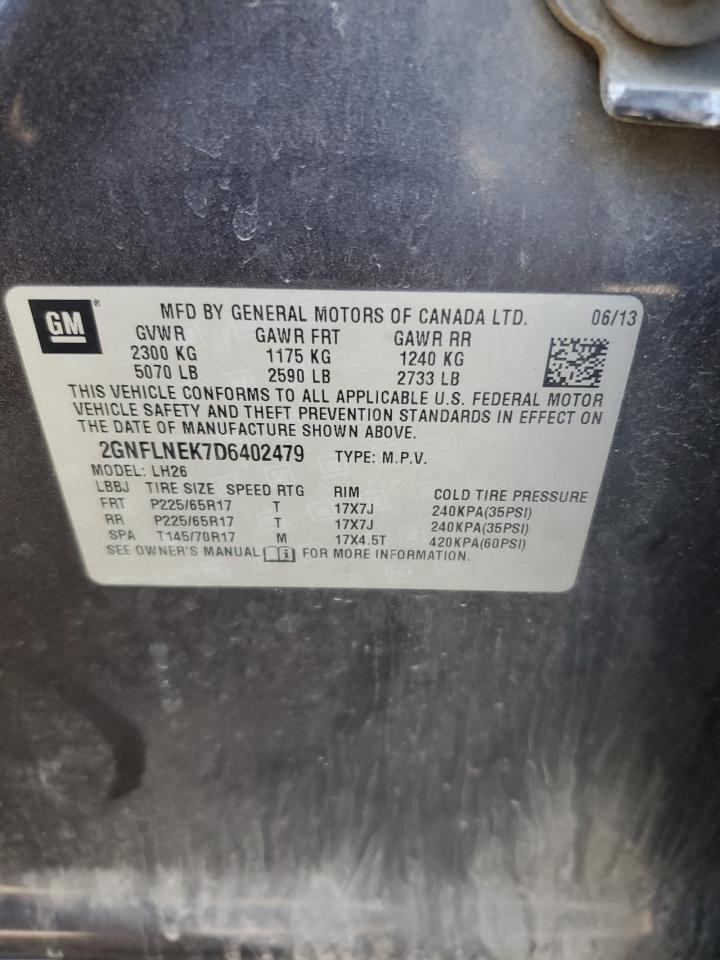 GM ® MFD BY GENERAL MOTORS OF CANADA LTD. 06/13
GVWR GAWR FRT GAWR RR
2300 KG 1175 KG 1240 KG
5070 LB 2590 LB 2733 LB
THIS VEHICLE CONFORMS TO ALL APPLICABLE U.S. FEDERAL MOTOR
VEHICLE SAFETY AND THEFT PREVENTION STANDARDS IN EFFECT ON
THE DATE OF MANUFACTURE SHOWN ABOVE.
2GNFLNEK7D6402479 TYPE: M.P.V.
MODEL: LH26
LBBJ TIRE SIZE SPEED RTG RIM COLD TIRE PRESSURE
FRT P225/65R17 T 17X7J 240KPA(35PSI)
RR P225/65R17 T 17X7J 240KPA(35PSI)
SPA T145/70R17 M 17X4.5T 420KPA(60PSI)
SEE OWNER'S MANUAL FOR MORE INFORMATION.